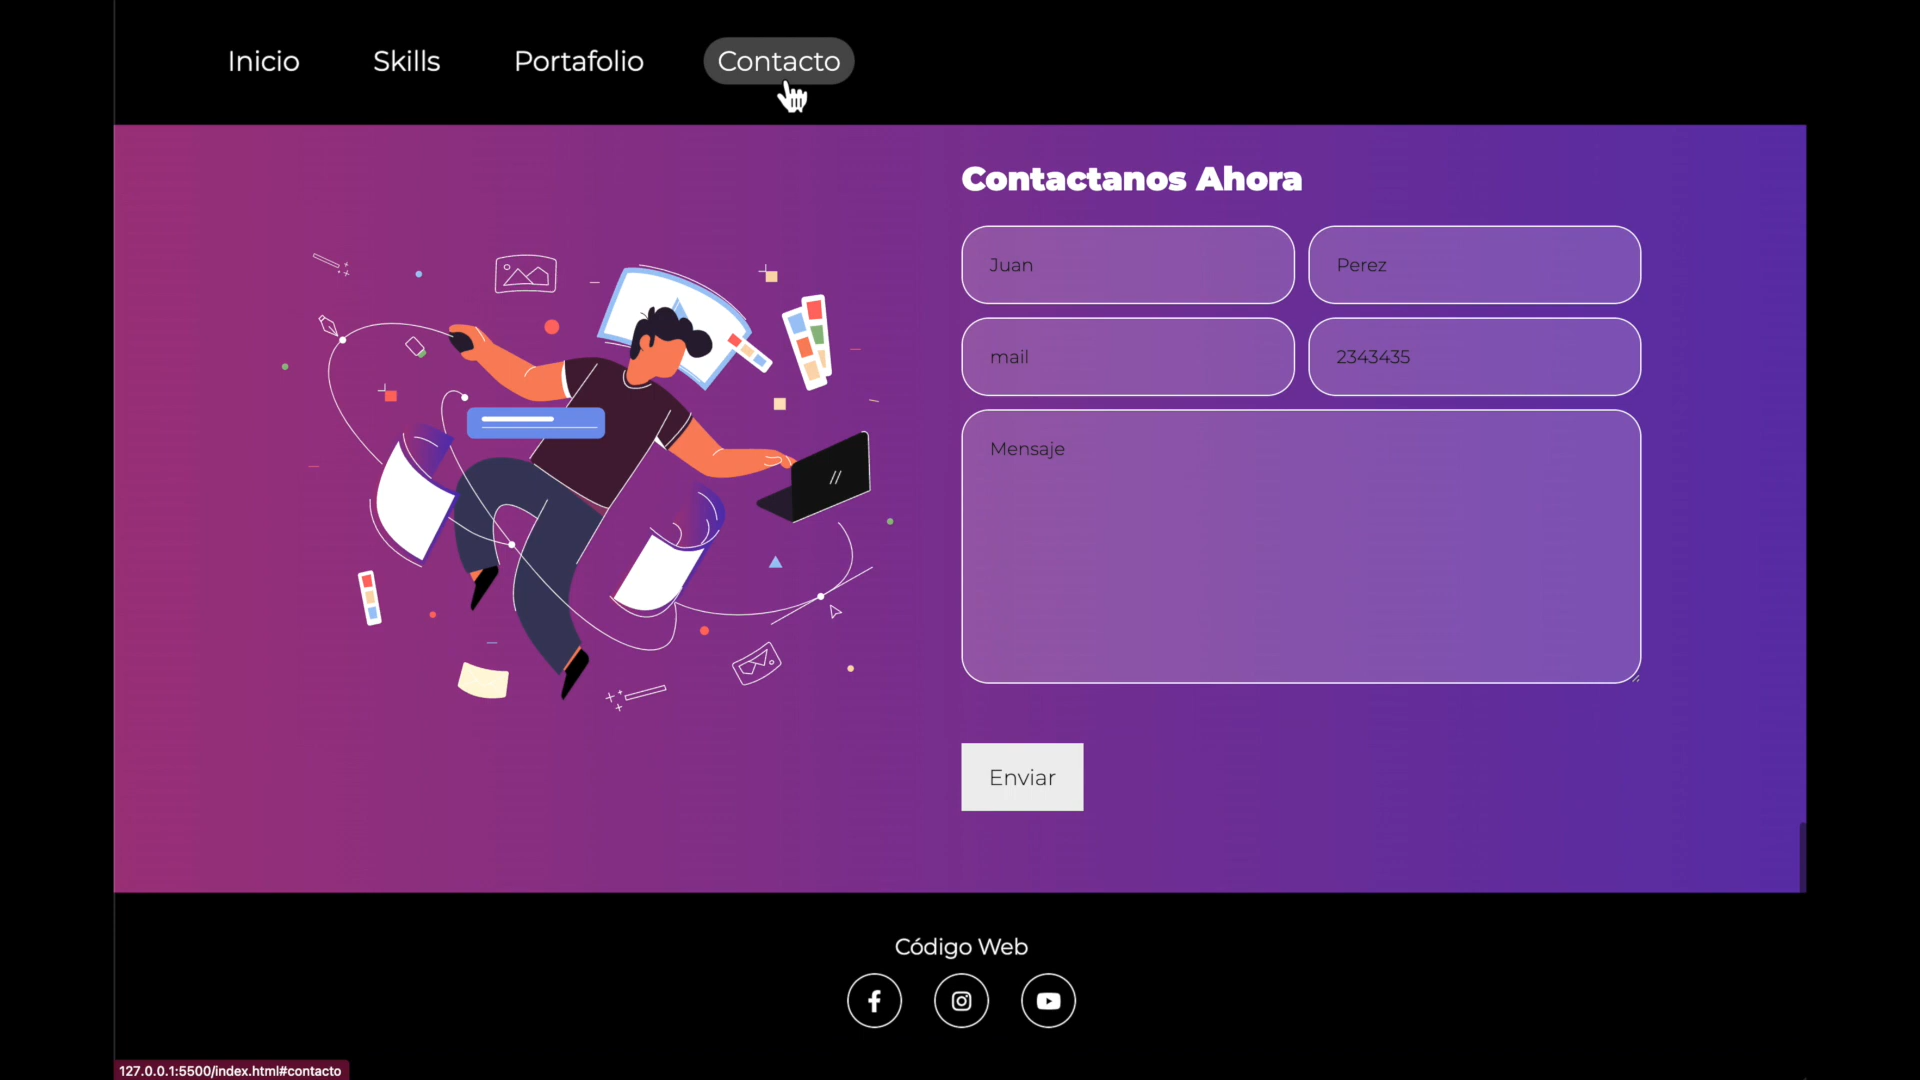 Inicio Skills Portafolio Contacto
Contactanos Ahora
Juan Perez
mail 2343435
Mensaje
Enviar
Código Web
127.0.0.1:5500/index.html#contacto